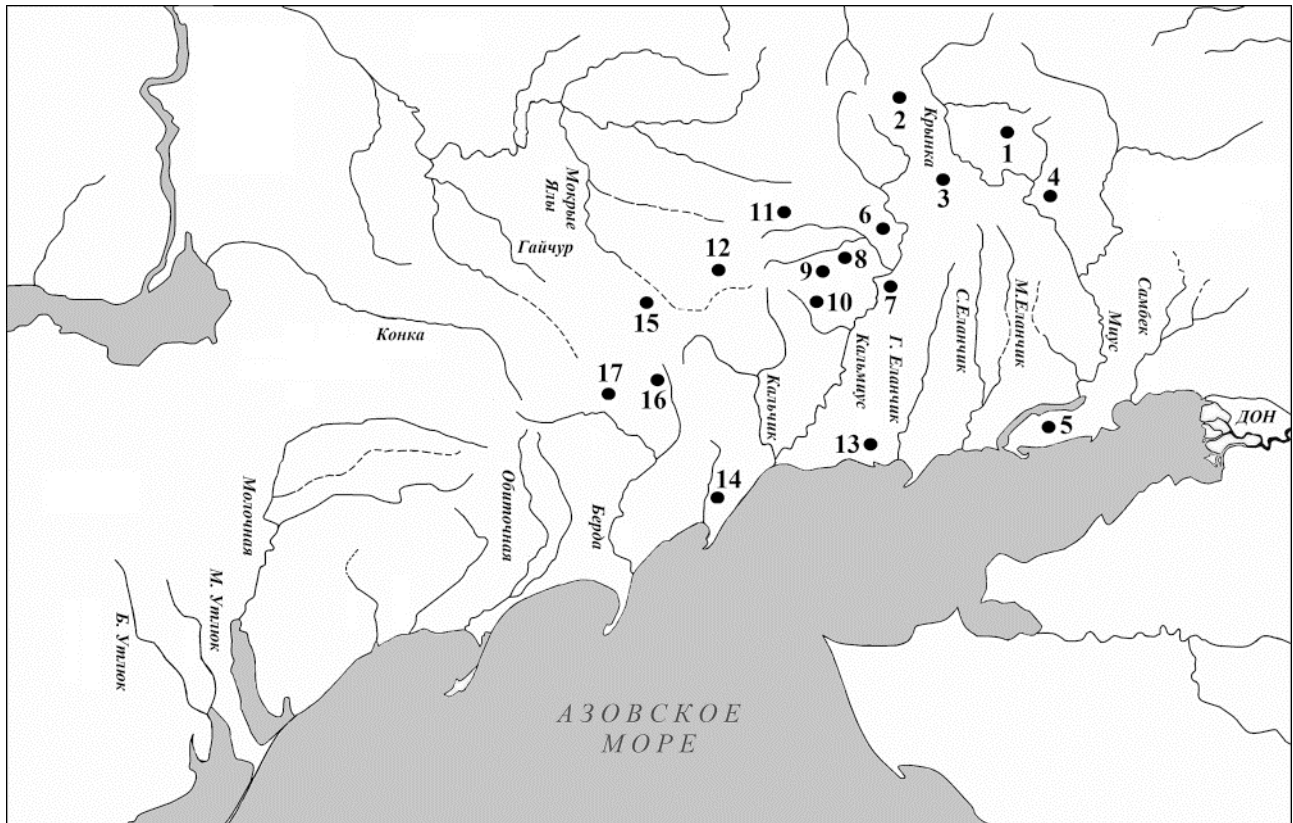 2
Крынка
1
4
3
Мокрые
Ялы
11
6
Гайчур
12
8
9
7
10
15
С.Еланчик
М.Еланчик
Миус
Самбек
Конка
Кальмиус
Г. Еланчик
17
16
Кальчик
13
5
ДОН
14
Молочная
Обиточная
Берда
М. Утлюк
Б. Утлюк
АЗОВСКОЕ
МОРЕ